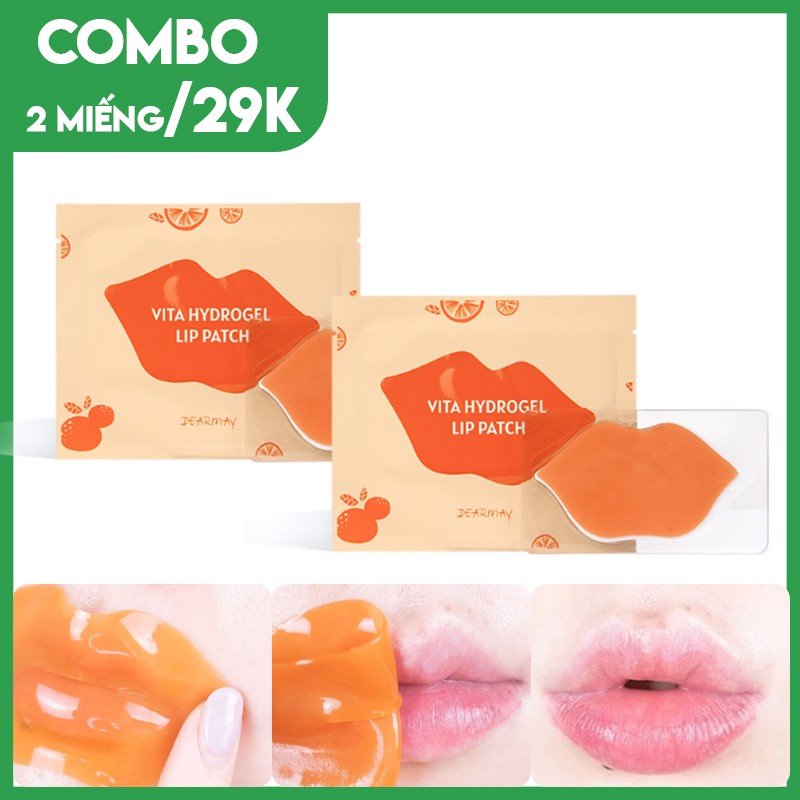 COMBO
2 MIẾNG/29K
VITA HYDROGEL
LIP PATCH
DEARMAY
VITA HYDROGEL
LIP PATCH
DEARMAY